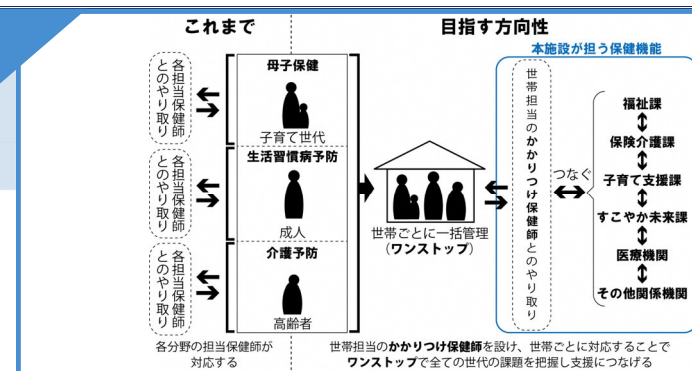 これまで
目指す方向性
本施設が担う保健機能
各担当保健師
とのやり取り
母子保健
子育て世代
各担当保健師
とのやり取り
生活習慣病予防
成人
各担当保健師
とのやり取り
介護予防
高齢者
世帯ごとに一括管理
(ワンストップ)
世帯担当のかかりつけ保健師とのやり取り
つなぐ
福祉課
保険介護課
子育て支援課
すこやか未来課
医療機関
その他関係機関
各分野の担当保健師が
対応する
世帯担当のかかりつけ保健師を設け、世帯ごとに対応することで
ワンストップで全ての世代の課題を把握し支援につなげる